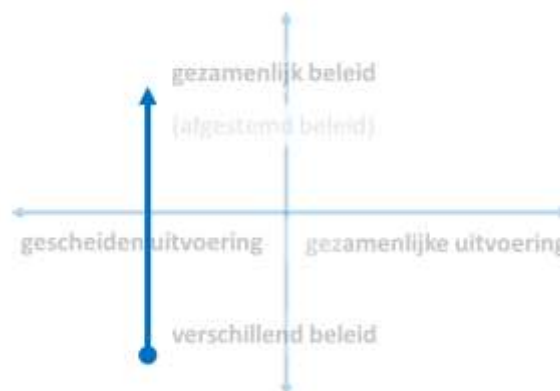 gezamenlijk beleid
(afgestemd beleid)
gescheiden uitvoering
gezamenlijke uitvoering
verschillend beleid